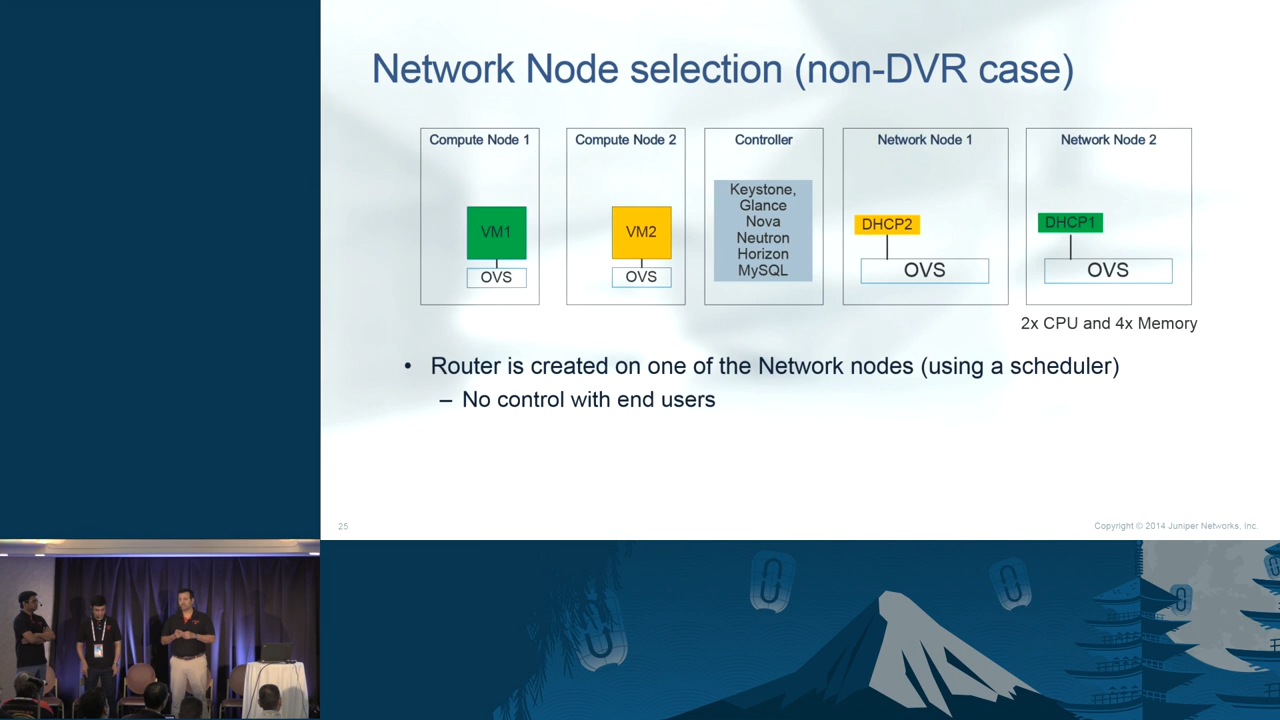 Network Node selection (non-DVR case)
Compute Node 1
VM1
OVS
Compute Node 2
VM2
OVS
Controller
Keystone,
Glance
Nova
Neutron
Horizon
MySQL
Network Node 1
DHCP2
OVS
Network Node 2
DHCP1
OVS
2x CPU and 4x Memory
• Router is created on one of the Network nodes (using a scheduler)
– No control with end users
25
Copyright © 2014 Juniper Networks, Inc.